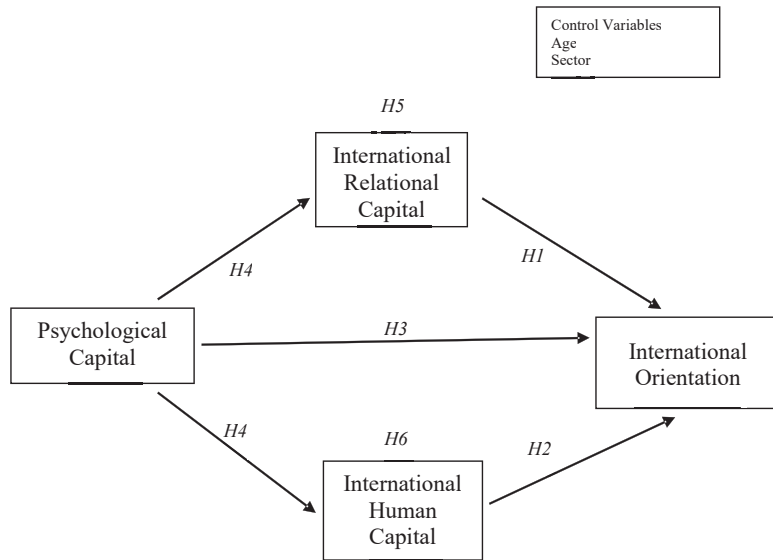 Control Variables
Age
Sector
H5
International
Relational
Capital
H4
H1
Psychological
Capital
H3
International
Orientation
H4
H6
H2
International
Human
Capital